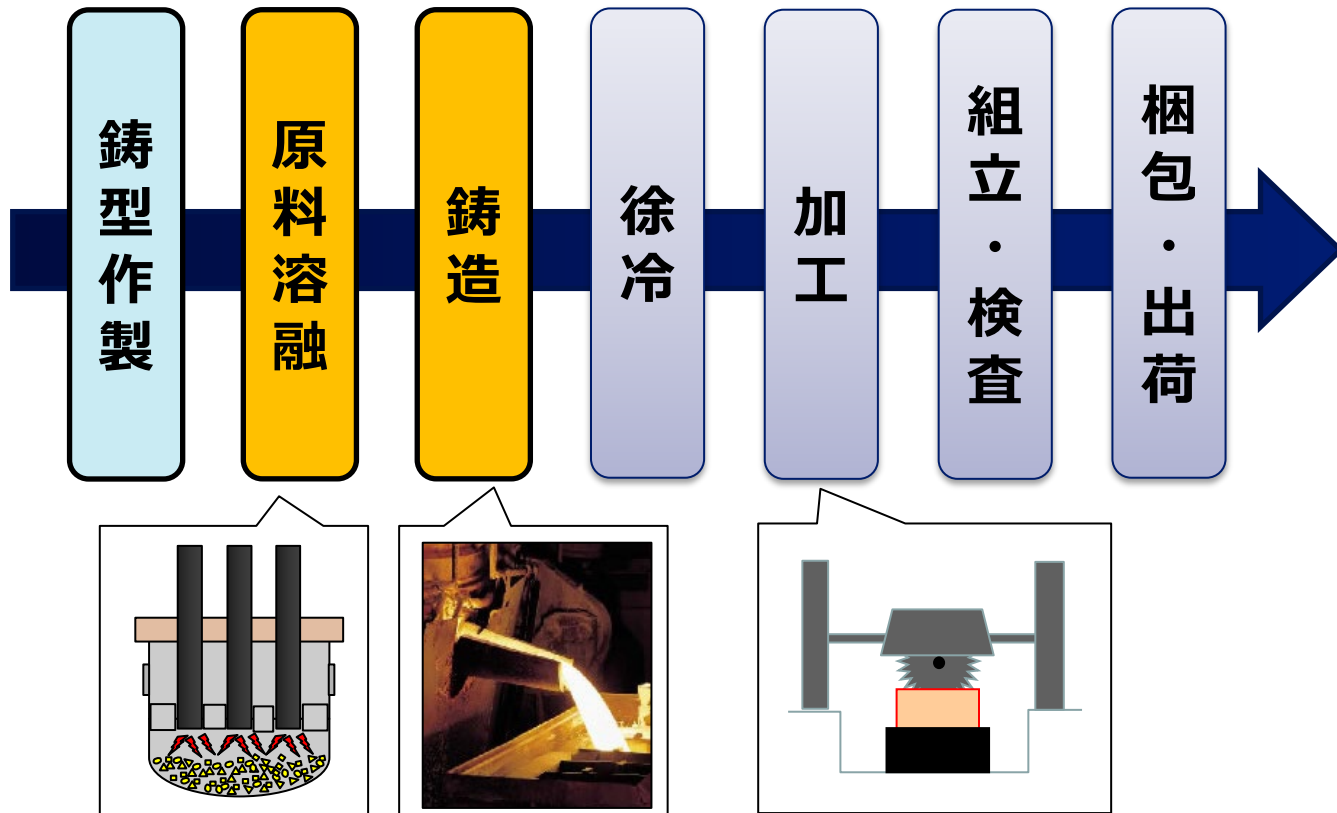 鋳型作製
原料溶融
鋳造
徐冷
加工
組立・検査
梱包・出荷